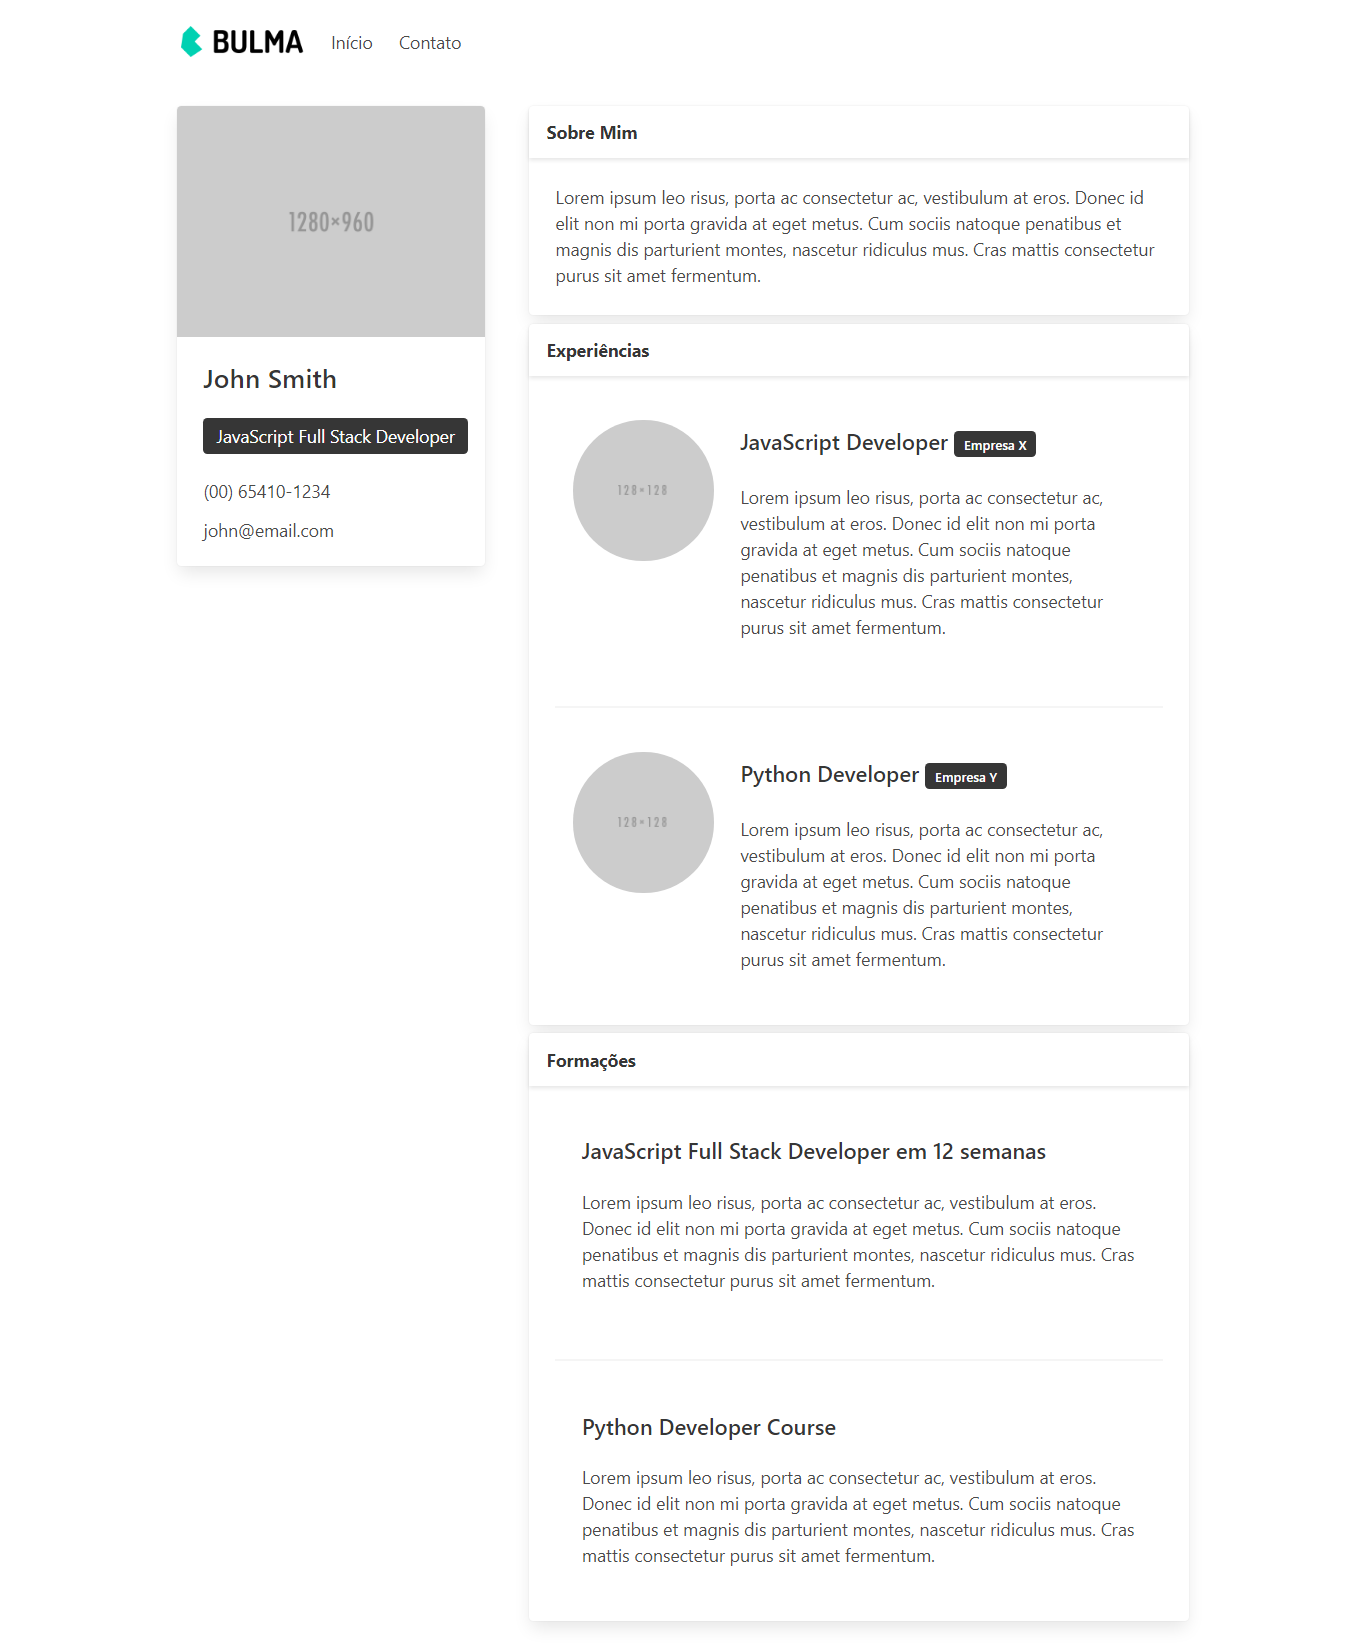 BULMA Início Contato
1280×960
John Smith
JavaScript Full Stack Developer
(00) 65410-1234
john@email.com
Sobre Mim
Lorem ipsum leo risus, porta ac consectetur ac, vestibulum at eros. Donec id
elit non mi porta gravida at eget metus. Cum sociis natoque penatibus et
magnis dis parturient montes, nascetur ridiculus mus. Cras mattis consectetur
purus sit amet fermentum.
Experiências
128×128
JavaScript Developer Empresa X
Lorem ipsum leo risus, porta ac consectetur ac,
vestibulum at eros. Donec id elit non mi porta
gravida at eget metus. Cum sociis natoque
penatibus et magnis dis parturient montes,
nascetur ridiculus mus. Cras mattis consectetur
purus sit amet fermentum.
128×128
Python Developer Empresa Y
Lorem ipsum leo risus, porta ac consectetur ac,
vestibulum at eros. Donec id elit non mi porta
gravida at eget metus. Cum sociis natoque
penatibus et magnis dis parturient montes,
nascetur ridiculus mus. Cras mattis consectetur
purus sit amet fermentum.
Formações
JavaScript Full Stack Developer em 12 semanas
Lorem ipsum leo risus, porta ac consectetur ac, vestibulum at eros.
Donec id elit non mi porta gravida at eget metus. Cum sociis natoque
penatibus et magnis dis parturient montes, nascetur ridiculus mus. Cras
mattis consectetur purus sit amet fermentum.
Python Developer Course
Lorem ipsum leo risus, porta ac consectetur ac, vestibulum at eros.
Donec id elit non mi porta gravida at eget metus. Cum sociis natoque
penatibus et magnis dis parturient montes, nascetur ridiculus mus. Cras
mattis consectetur purus sit amet fermentum.